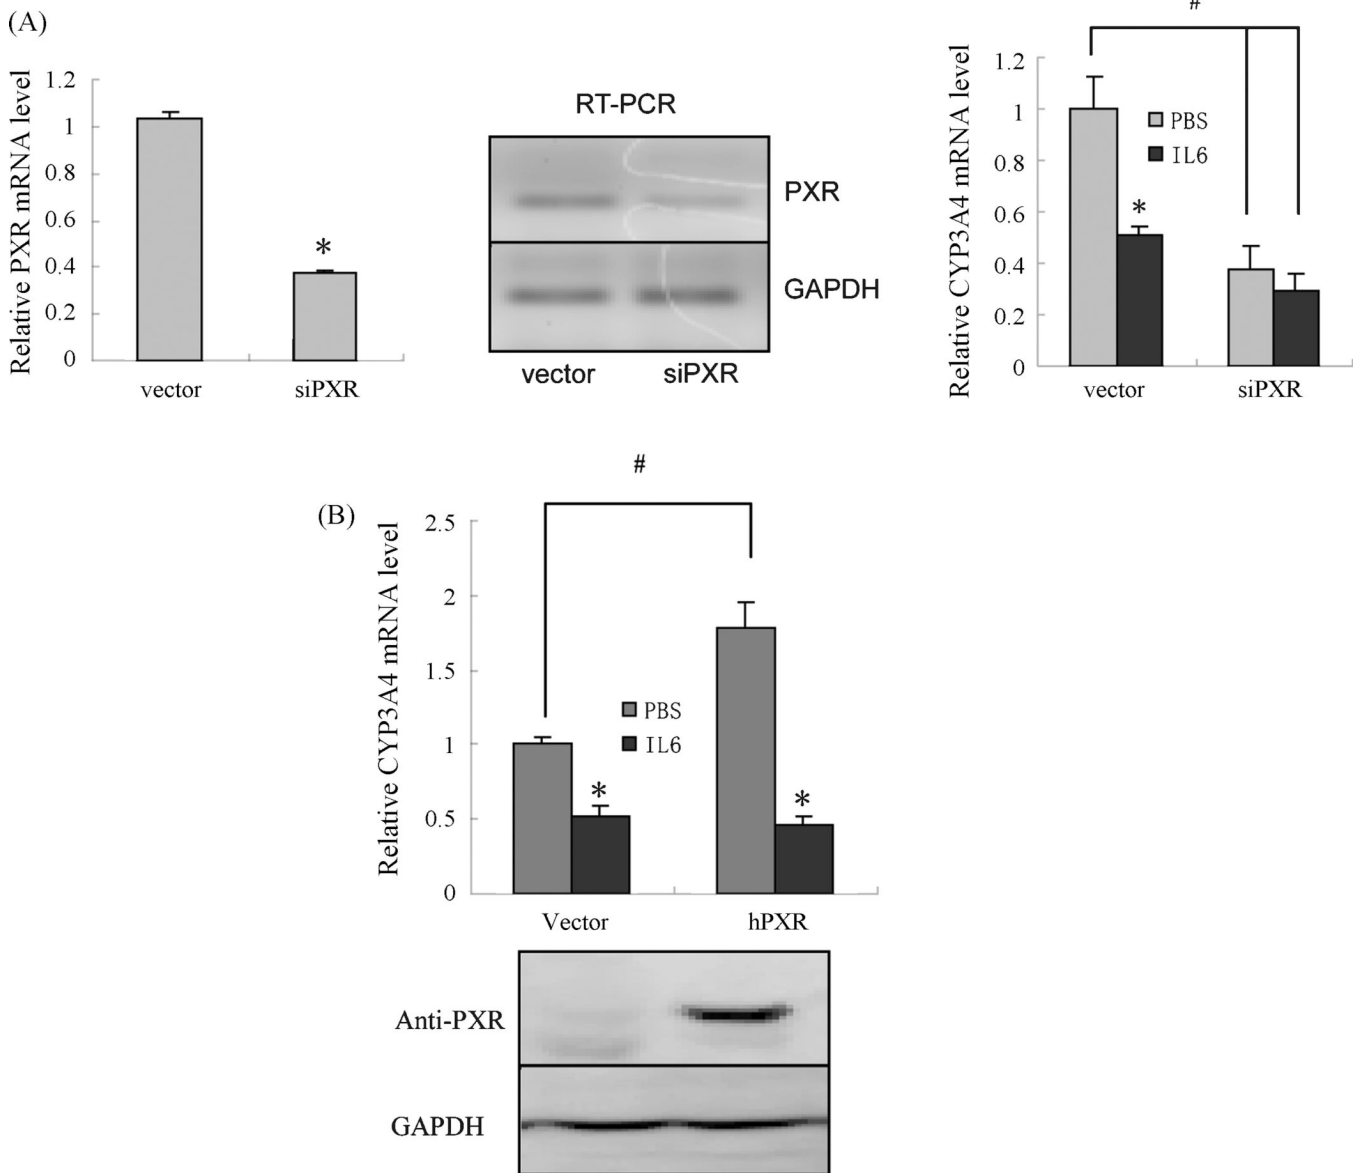 (A)
Relative PXR mRNA level
1.2
1
0.8
0.6
0.4
0.2
0
*
vector
siPXR
RT-PCR
PXR
GAPDH
vector
siPXR
#
Relative CYP3A4 mRNA level
1.2
1
0.8
0.6
0.4
0.2
0
PBS
IL6
*
vector
siPXR
(B)
#
Relative CYP3A4 mRNA level
2.5
2
1.5
1
0.5
0
PBS
IL6
*
*
Vector
hPXR
Anti-PXR
GAPDH